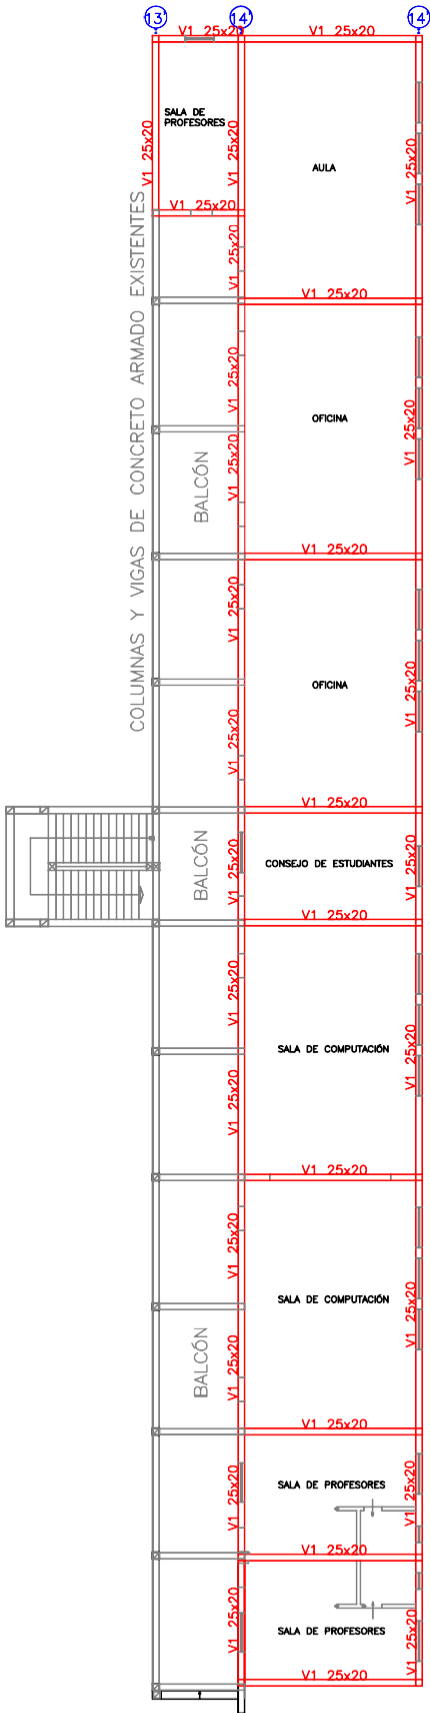 13'
14
14'
V1 25x20
V1 25x20
SALA DE
PROFESORES
V1 25x20
V1 25x20
AULA
V1 25x20
V1 25x20
V1 25x20
COLUMNAS Y VIGAS DE CONCRETO ARMADO EXISTENTES
V1 25x20
V1 25x20
OFICINA
V1 25x20
BALCÓN
V1 25x20
V1 25x20
V1 25x20
OFICINA
V1 25x20
V1 25x20
V1 25x20
BALCÓN
CONSEJO DE ESTUDIANTES
V1 25x20
V1 25x20
V1 25x20
V1 25x20
SALA DE COMPUTACIÓN
V1 25x20
V1 25x20
V1 25x20
V1 25x20
SALA DE COMPUTACIÓN
V1 25x20
BALCÓN
V1 25x20
V1 25x20
V1 25x20
SALA DE PROFESORES
V1 25x20
V1 25x20
V1 25x20
SALA DE PROFESORES
V1 25x20
V1 25x20